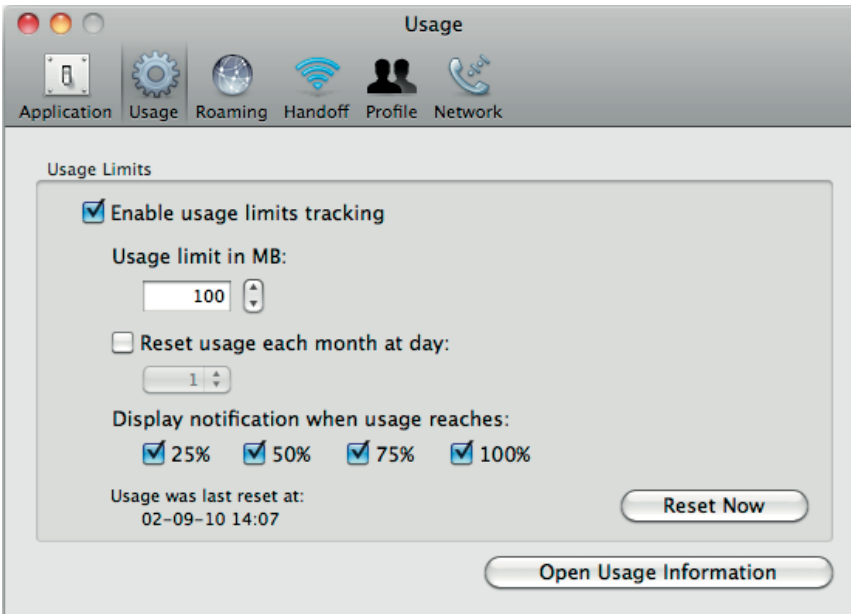 Usage
Application Usage Roaming Handoff Profile Network
Usage Limits
Enable usage limits tracking
Usage limit in MB:
100
Reset usage each month at day:
1
Display notification when usage reaches:
25% 50% 75% 100%
Usage was last reset at:
02-09-10 14:07
Reset Now
Open Usage Information